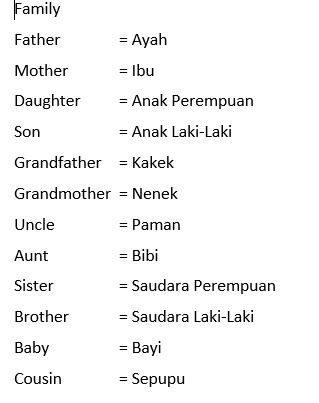 Family
Father = Ayah
Mother = Ibu
Daughter = Anak Perempuan
Son = Anak Laki-Laki
Grandfather = Kakek
Grandmother = Nenek
Uncle = Paman
Aunt = Bibi
Sister = Saudara Perempuan
Brother = Saudara Laki-Laki
Baby = Bayi
Cousin = Sepupu